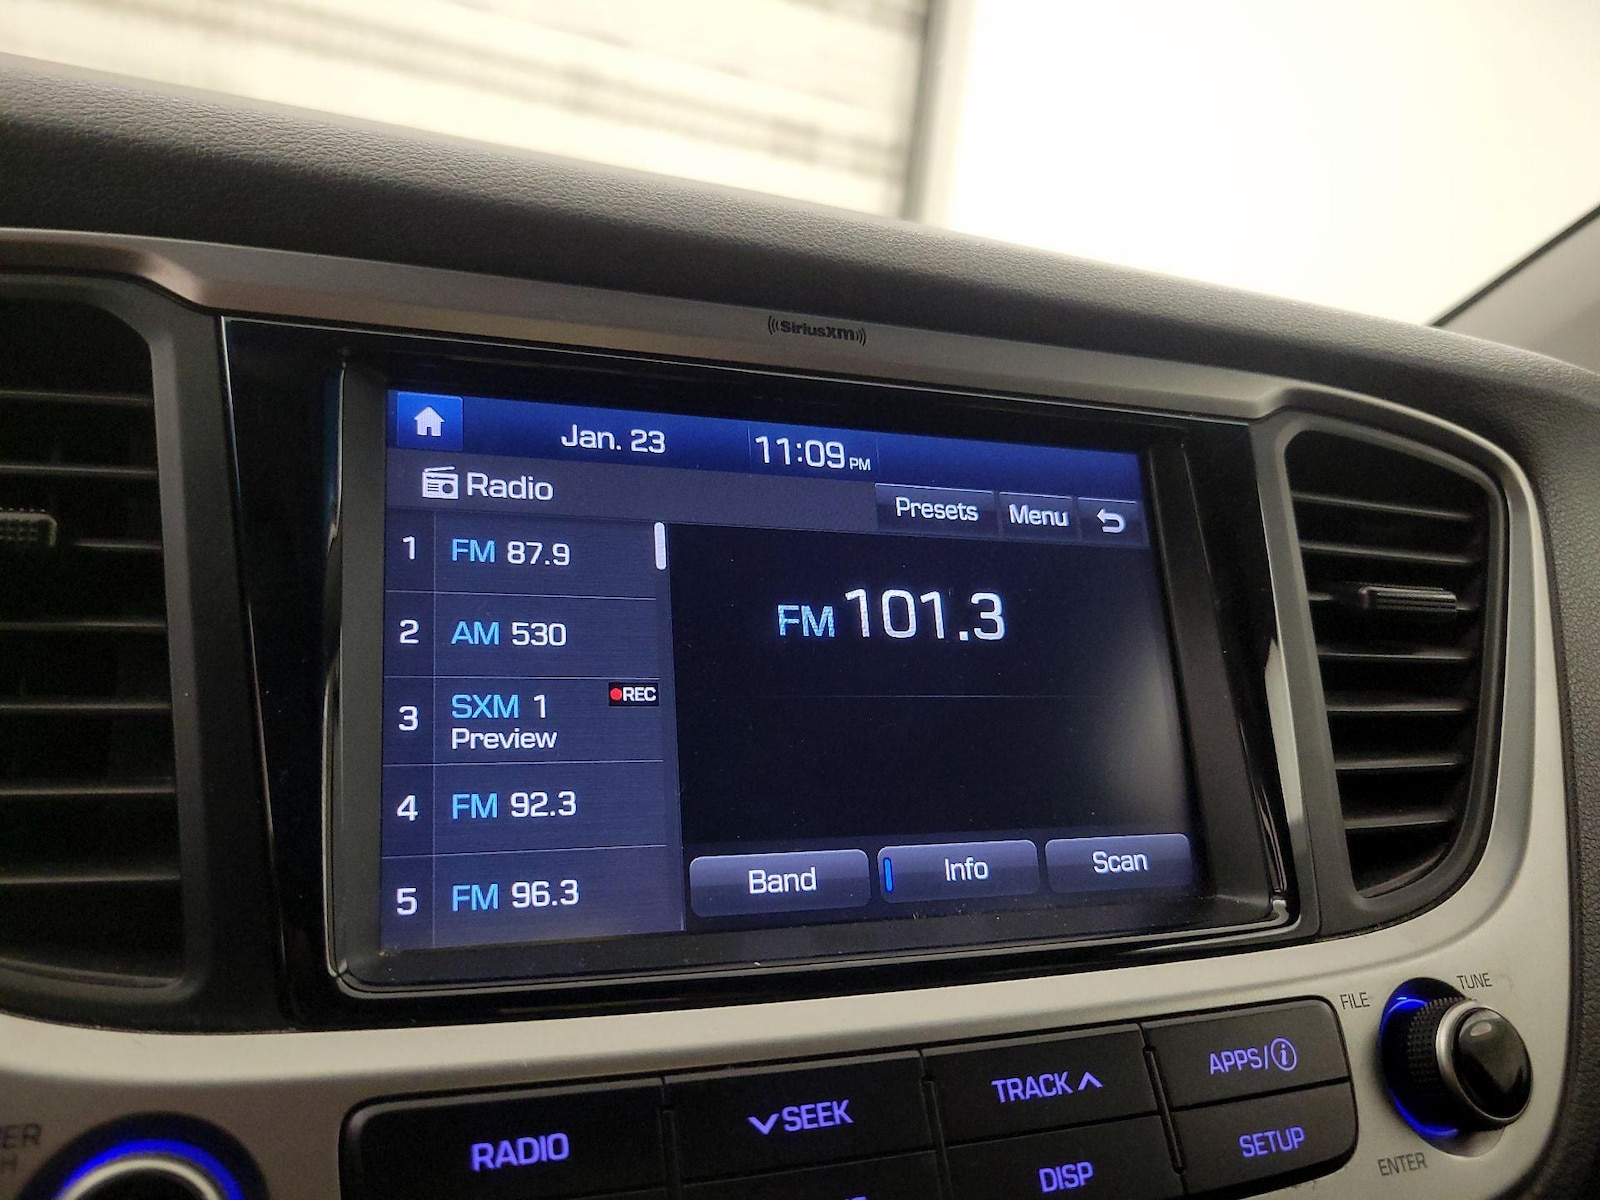 SiriusXM
Jan. 23 11:09 PM
Radio
Presets Menu
1 FM 87.9
FM 101.3
2 AM 530
3 SXM 1 REC
Preview
4 FM 92.3
5 FM 96.3
Band Info Scan
FILE TUNE
RADIO SEEK TRACK APPS/i
DISP SETUP ENTER